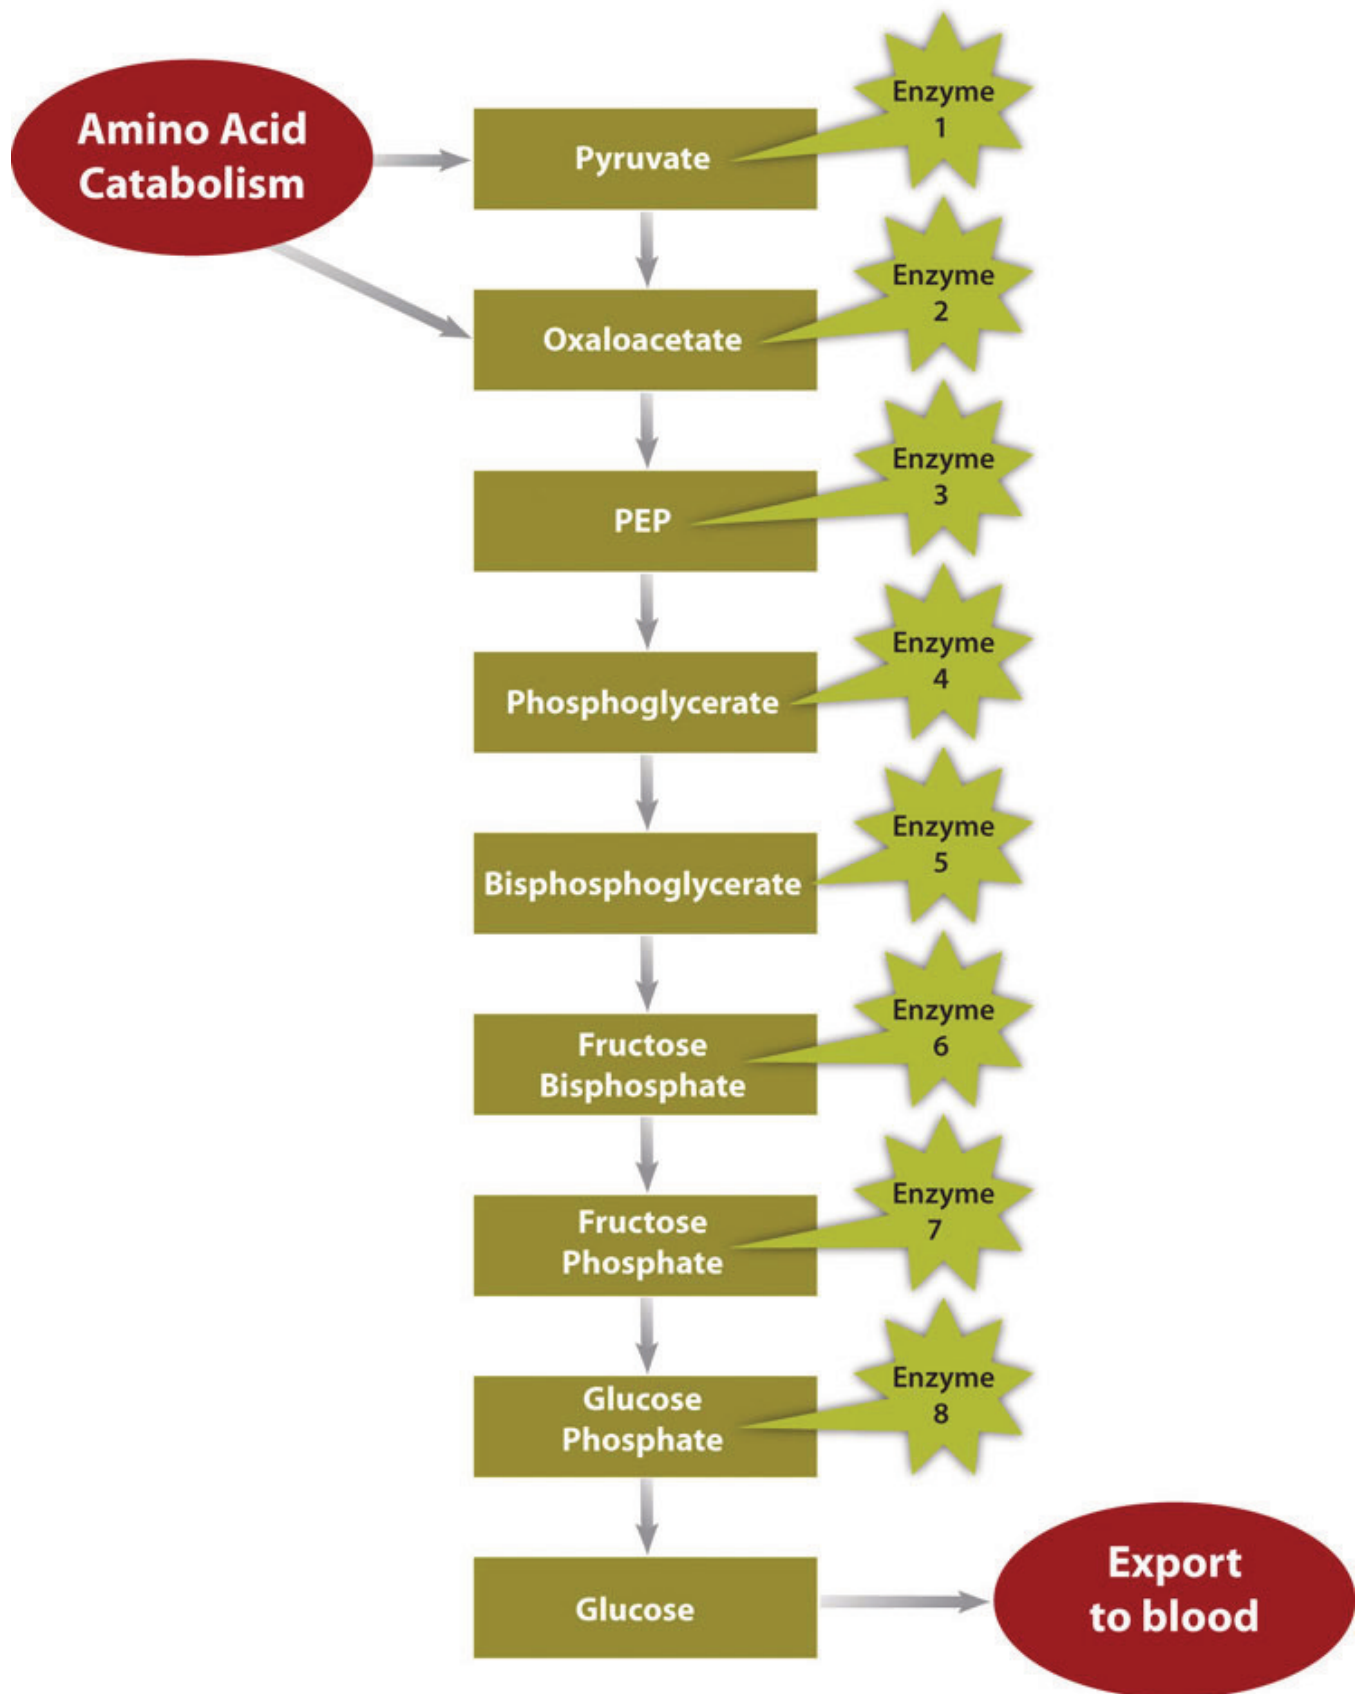 Amino Acid
Catabolism
Pyruvate
Enzyme
1
Oxaloacetate
Enzyme
2
PEP
Enzyme
3
Phosphoglycerate
Enzyme
4
Bisphosphoglycerate
Enzyme
5
Fructose
Bisphosphate
Enzyme
6
Fructose
Phosphate
Enzyme
7
Glucose
Phosphate
Enzyme
8
Glucose
Export
to blood